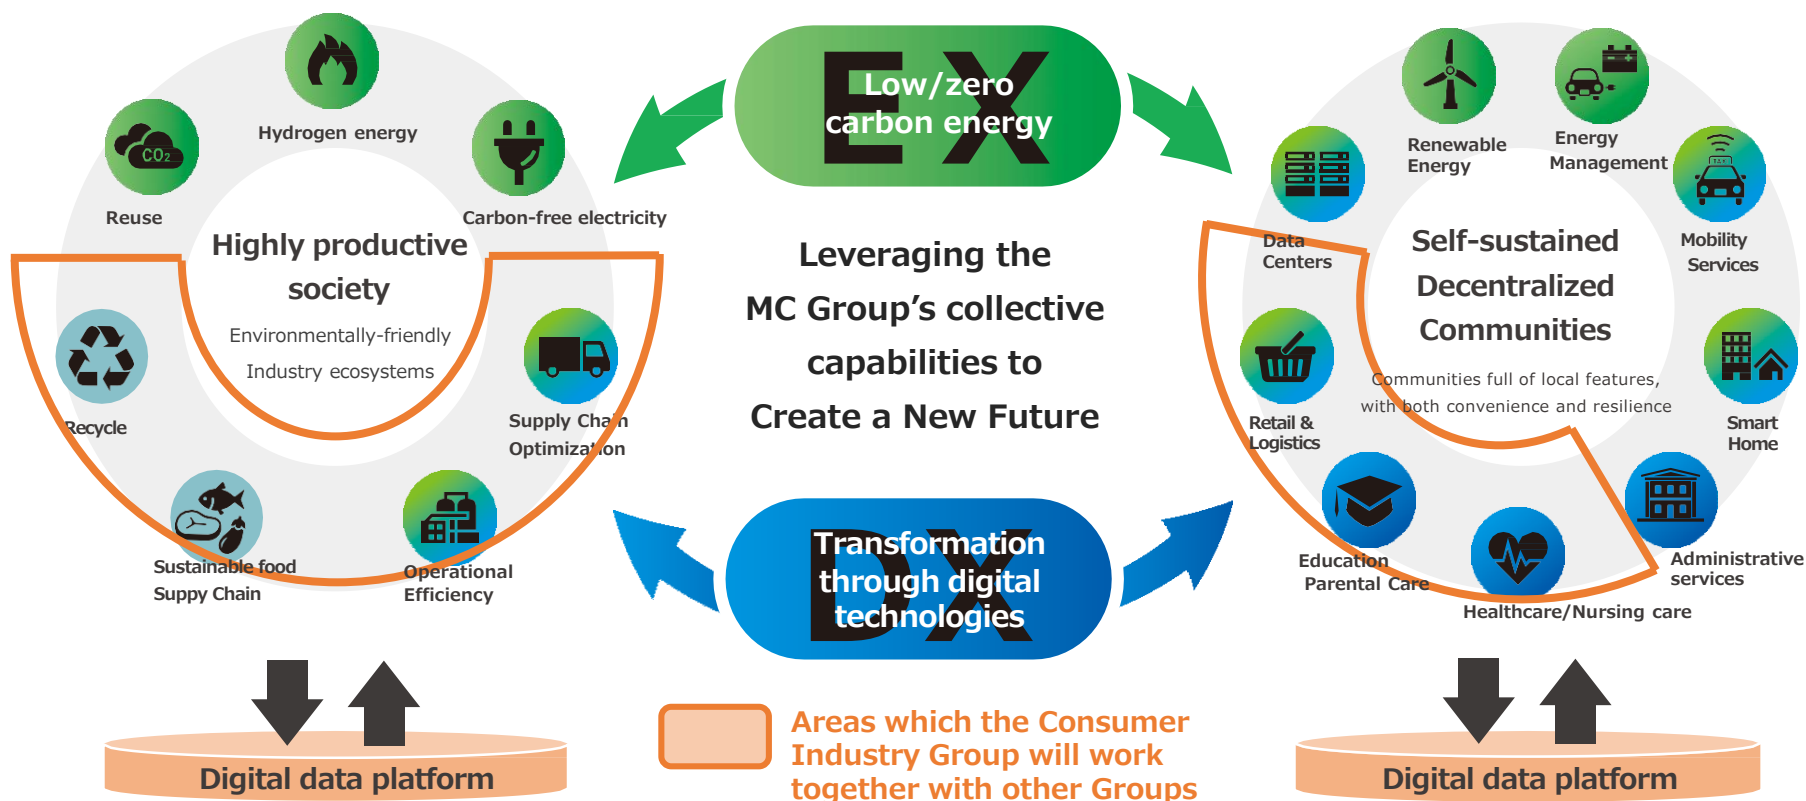 Hydrogen energy
CO₂
Reuse
Carbon-free electricity
Highly productive
society
Environmentally-friendly
Industry ecosystems
Recycle
Supply Chain
Optimization
Sustainable food
Suppy Chain
Operational
Efficiency
Digital data platform
EX
Low/zero
carbon energy
Leveraging the
MC Group’s collective
capabilities to
Create a New Future
DX
Transformation
through digital
technologies
Areas which the Consumer
Industry Group will work
together with other Groups
Renewable
Energy
Energy
Management
TAXI
Data
Centers
Mobility
Services
Self-sustained
Decentralized
Communities
Communities full of local features,
with both convenience and resilience
Retail &
Logistics
Smart
Home
Education
Parental Care
Healthcare/Nursing care
Administrative
services
Digital data platform